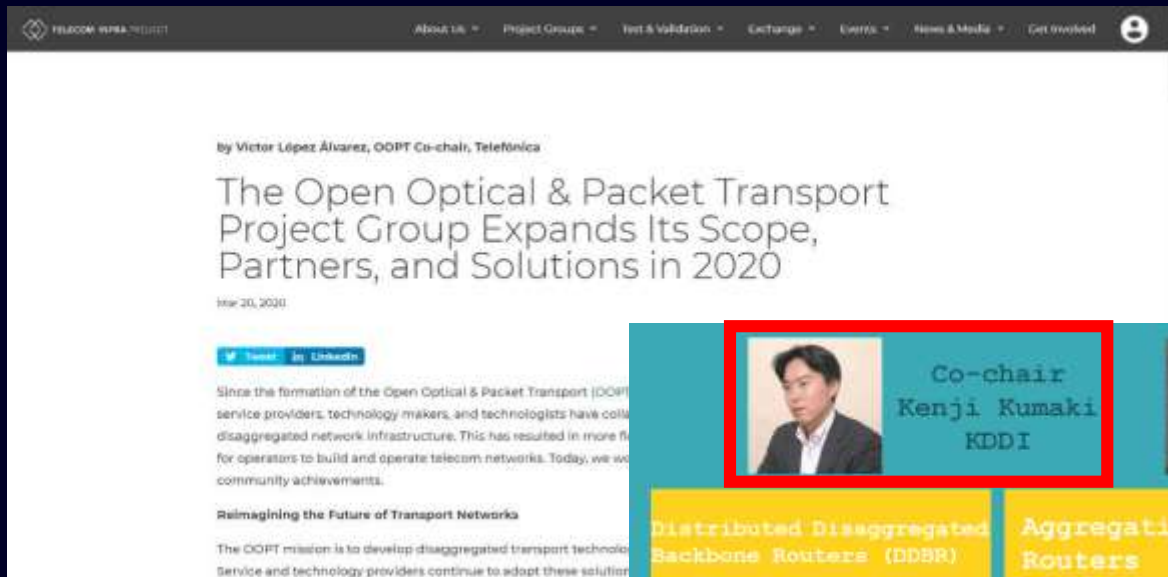 TELECOM INFRA PROJECT
About Us Project Groups Test & Validation Exchange Events News & Media Get Involved
by Víctor López Álvarez, OOPT Co-chair, Telefónica
The Open Optical & Packet Transport
Project Group Expands Its Scope,
Partners, and Solutions in 2020
Mar 20, 2020
Tweet in LinkedIn
Since the formation of the Open Optical & Packet Transport (OOPT
service providers, technology makers, and technologists have colla
disaggregated network infrastructure. This has resulted in more fl
for operators to build and operate telecom networks. Today, we wo
community achievements.
Reimagining the Future of Transport Networks
The OOPT mission is to develop disaggregated transport technolo
Service and technology providers continue to adopt these solution
Co-chair
Kenji Kumaki
KDDI
Distributed Disaggregated
Backbone Routers (DDBR)
Aggregati
Routers